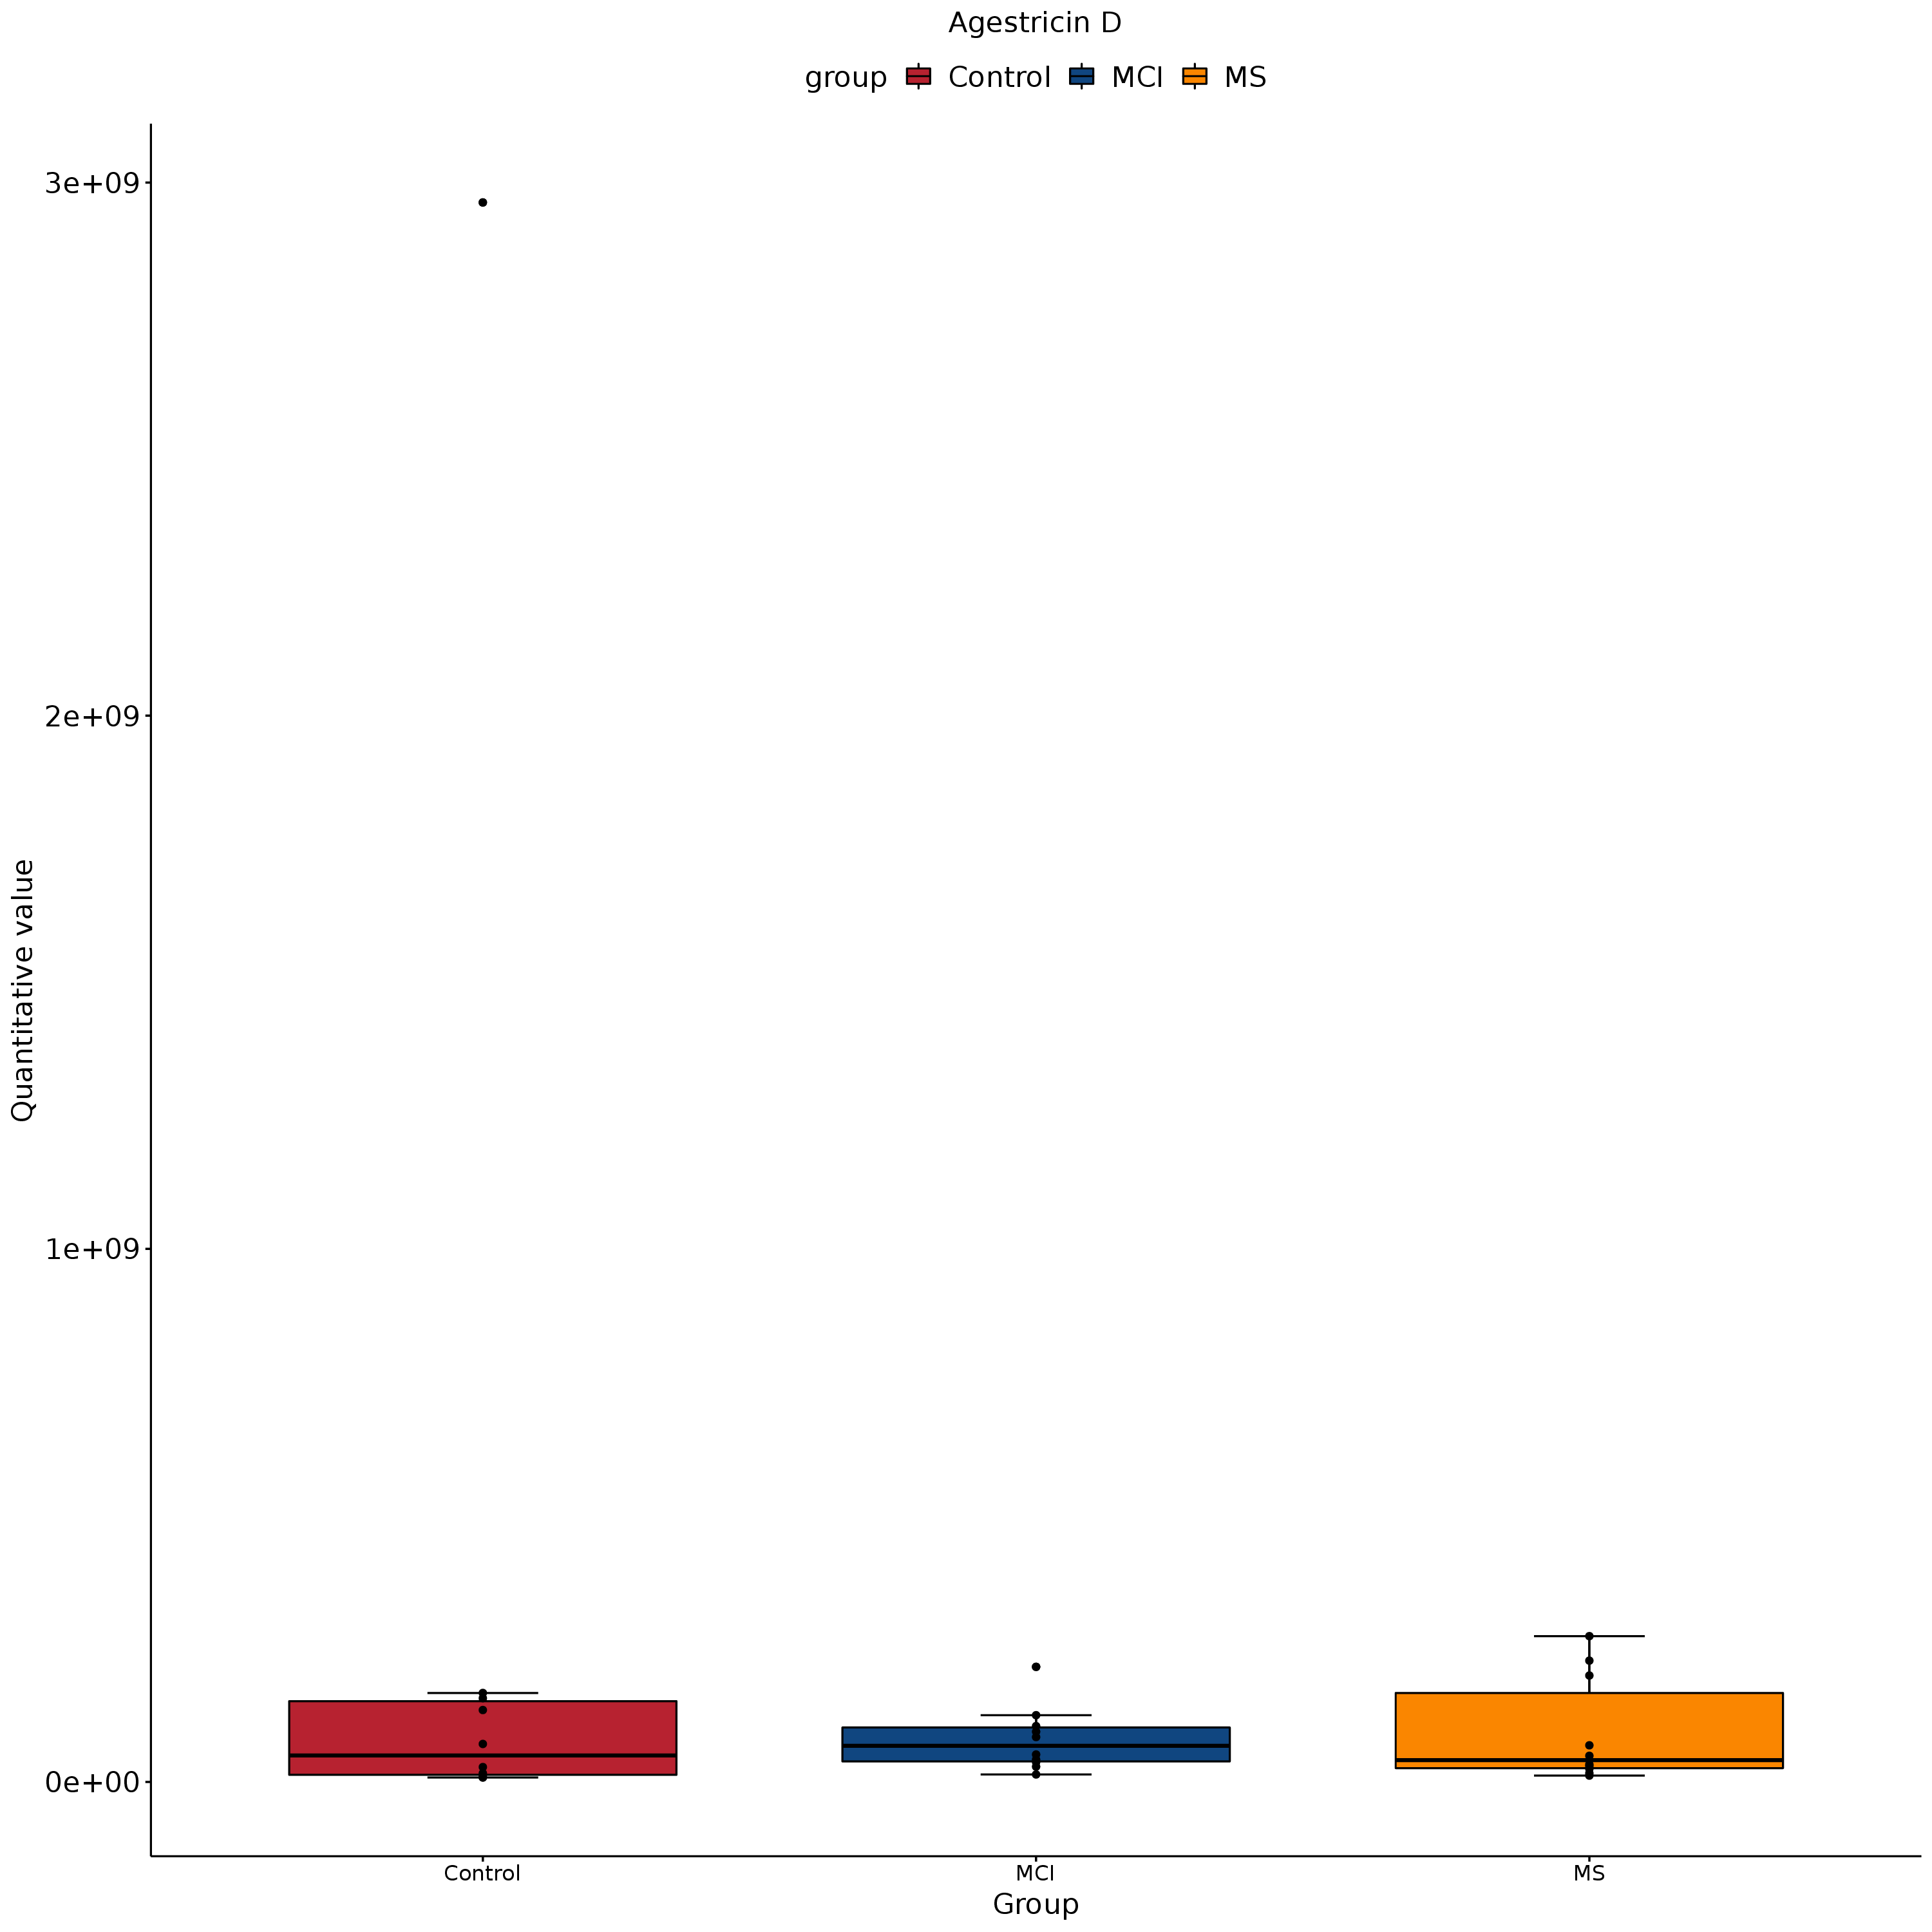 Agestricin D
group Control MCI MS
3e+09
2e+09
1e+09
0e+00
Quantitative value
Control MCI MS
Group